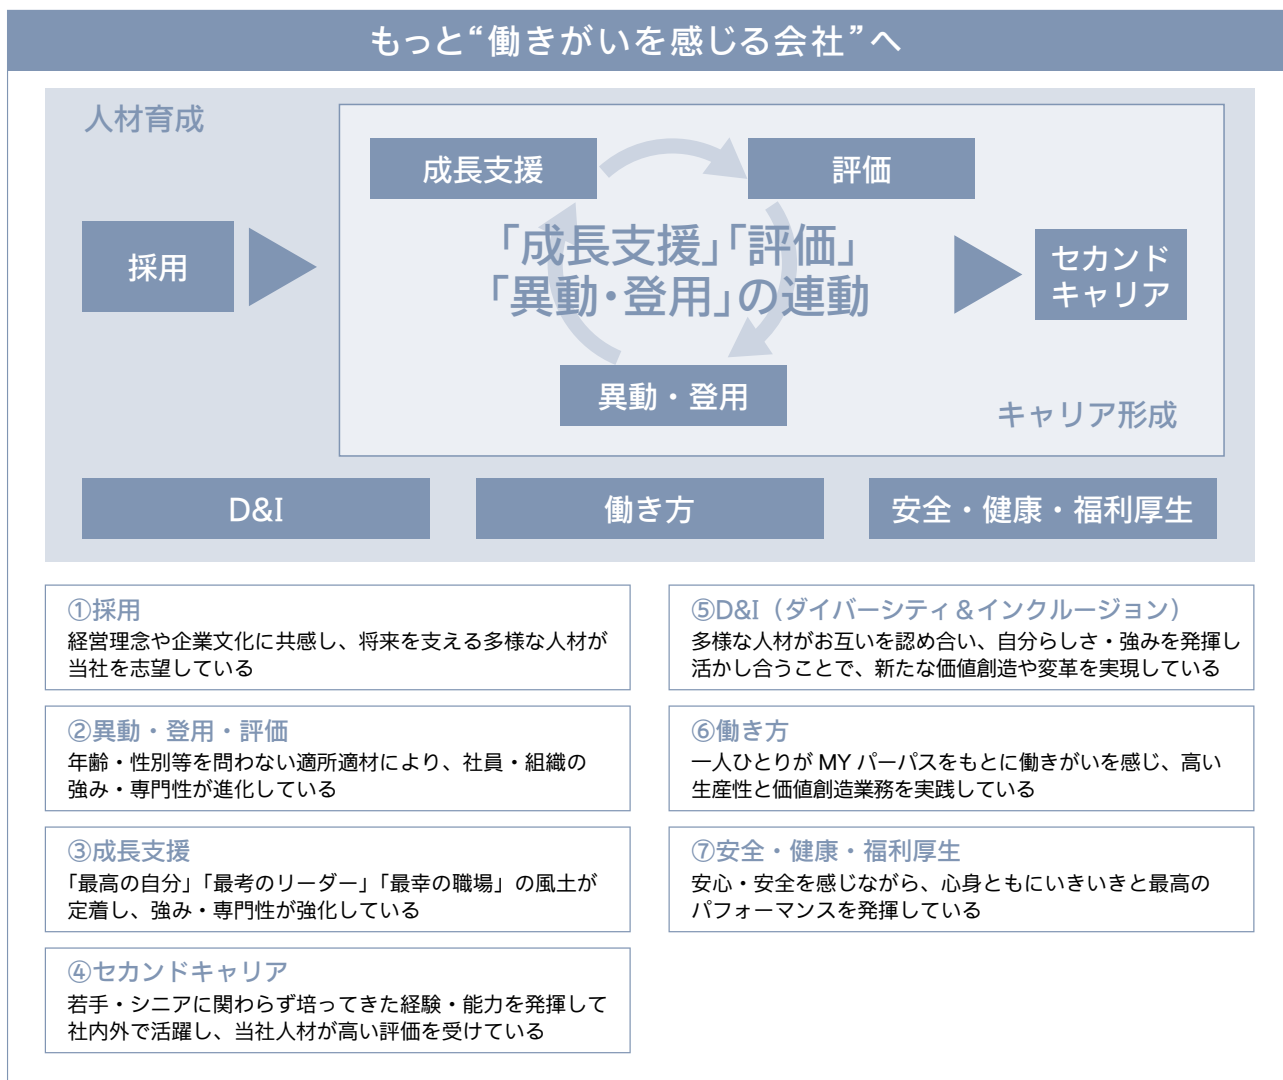 もっと“働きがいを感じる会社”へ
人材育成
成長支援
評価
採用
「成長支援」「評価」
「異動・登用」の連動
セカンド
キャリア
異動・登用
キャリア形成
D&I
働き方
安全・健康・福利厚生
①採用
経営理念や企業文化に共感し、将来を支える多様な人材が
当社を志望している
②異動・登用・評価
年齢・性別等を問わない適所適材により、社員・組織の
強み・専門性が進化している
③成長支援
「最高の自分」「最考のリーダー」「最幸の職場」の風土が
定着し、強み・専門性が強化している
④セカンドキャリア
若手・シニアに関わらず培ってきた経験・能力を発揮して
社内外で活躍し、当社人材が高い評価を受けている
⑤D&I（ダイバーシティ＆インクルージョン）
多様な人材がお互いを認め合い、自分らしさ・強みを発揮し
活かし合うことで、新たな価値創造や変革を実現している
⑥働き方
一人ひとりが MY パーパスをもとに働きがいを感じ、高い
生産性と価値創造業務を実践している
⑦安全・健康・福利厚生
安心・安全を感じながら、心身ともにいきいきと最高の
パフォーマンスを発揮している